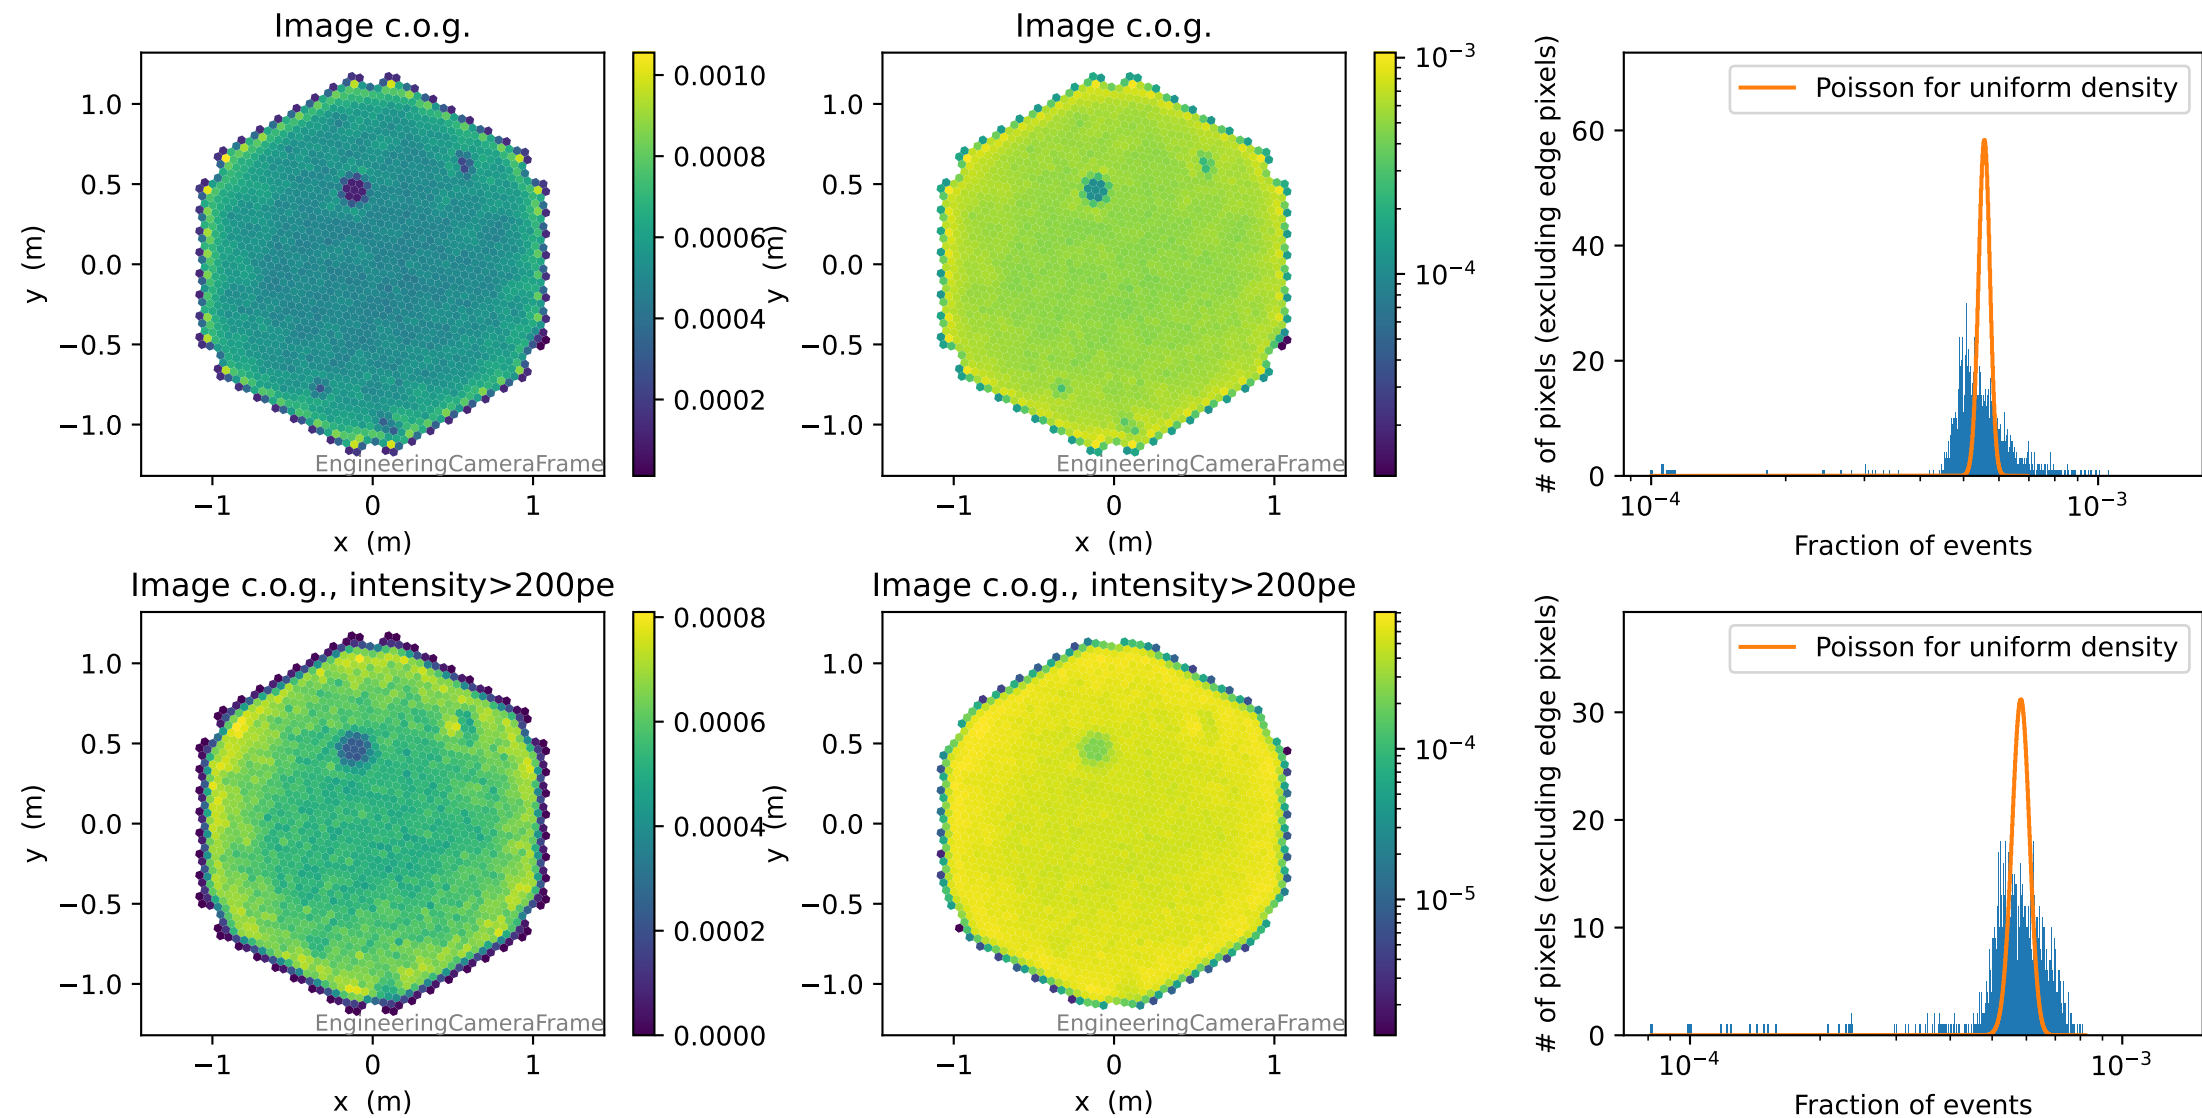 Image c.o.g.
1.0
0.5
0.0
−0.5
−1.0
y (m)
−1
0
1
x (m)
EngineeringCameraFrame
0.0010
0.0008
0.0006
0.0004
0.0002
Image c.o.g.
1.0
0.5
0.0
−0.5
−1.0
y (m)
−1
0
1
x (m)
EngineeringCameraFrame
10⁻³
10⁻⁴
Poisson for uniform density
# of pixels (excluding edge pixels)
60
40
20
0
10⁻⁴
10⁻³
Fraction of events
Image c.o.g., intensity>200pe
1.0
0.5
0.0
−0.5
−1.0
y (m)
−1
0
1
x (m)
EngineeringCameraFrame
0.0008
0.0006
0.0004
0.0002
0.0000
Image c.o.g., intensity>200pe
1.0
0.5
0.0
−0.5
−1.0
y (m)
−1
0
1
x (m)
EngineeringCameraFrame
10⁻⁴
10⁻⁵
Poisson for uniform density
# of pixels (excluding edge pixels)
30
20
10
0
10⁻⁴
10⁻³
Fraction of events